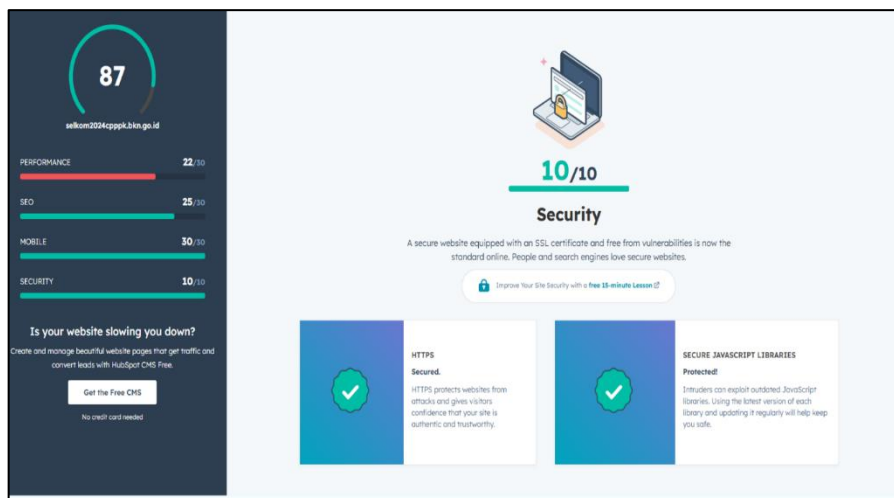 87
selkom2024cpppk.bkn.go.id
PERFORMANCE 22/30
SEO 25/30
MOBILE 30/30
SECURITY 10/10
Is your website slowing you down?
Create and manage beautiful website pages that get traffic and
convert leads with HubSpot CMS Free.
Get the Free CMS
No credit card needed
10/10
Security
A secure website equipped with an SSL certificate and free from vulnerabilities is now the
standard online. People and search engines love secure websites.
Improve Your Site Security with a free 15-minute Lesson
HTTPS
Secured.
HTTPS protects websites from
attacks and gives visitors
confidence that your site is
authentic and trustworthy.
SECURE JAVASCRIPT LIBRARIES
Protected!
Intruders can exploit outdated JavaScript
libraries. Using the latest version of each
library and updating it regularly will help keep
you safe.